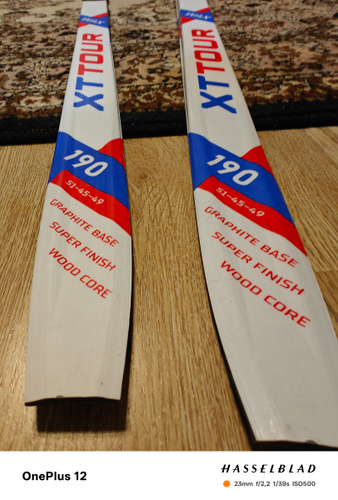 XTTOUR
190
51-45-49
GRAPHITE BASE
SUPER FINISH
WOOD CORE
XTTOUR
190
51-45-49
GRAPHITE BASE
SUPER FINISH
WOOD CORE
OnePlus 12
HASSELBLAD
23mm f/2,2 1/39s ISO500